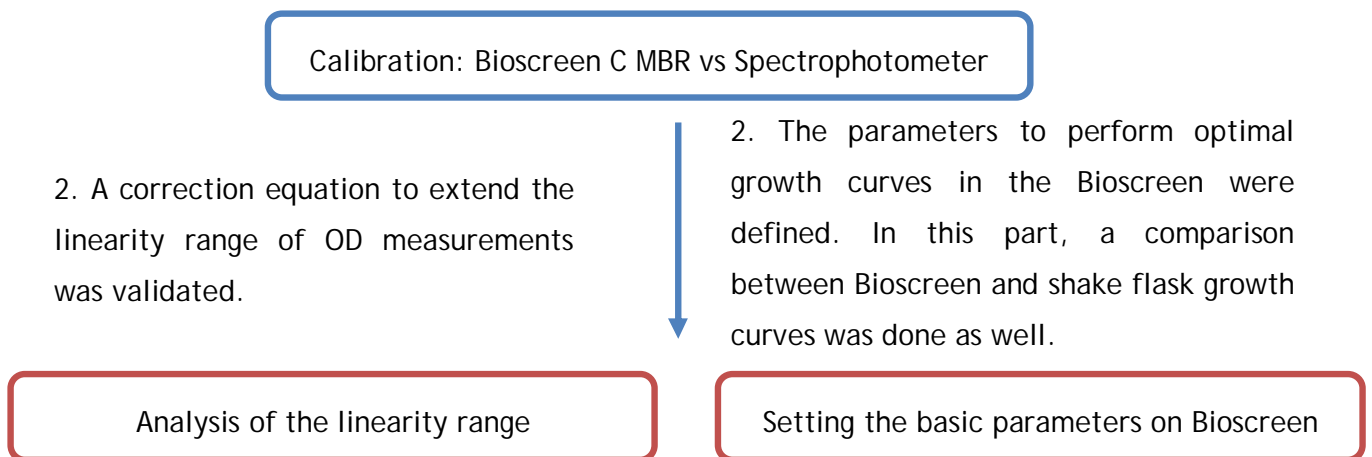 Calibration: Bioscreen C MBR vs Spectrophotometer
2. A correction equation to extend the
linearity range of OD measurements
was validated.
2. The parameters to perform optimal
growth curves in the Bioscreen were
defined. In this part, a comparison
between Bioscreen and shake flask growth
curves was done as well.
Analysis of the linearity range
Setting the basic parameters on Bioscreen